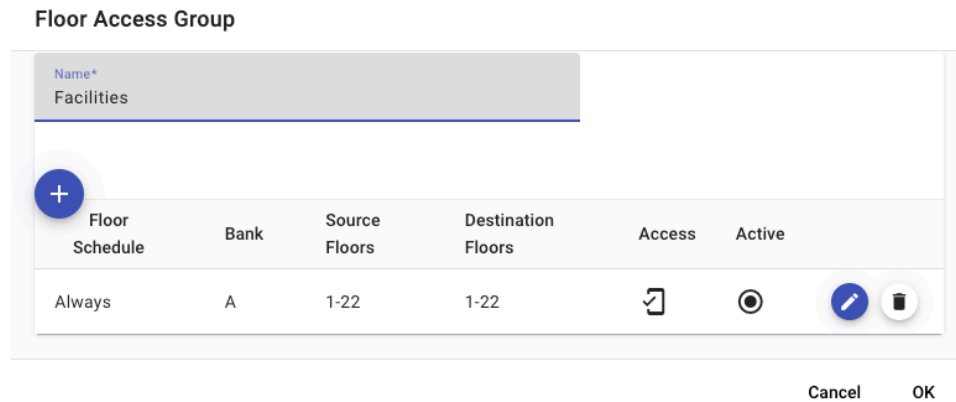 Floor Access Group
Name*
Facilities
Floor Schedule Bank Source Floors Destination Floors Access Active
Always A 1-22 1-22
Cancel OK